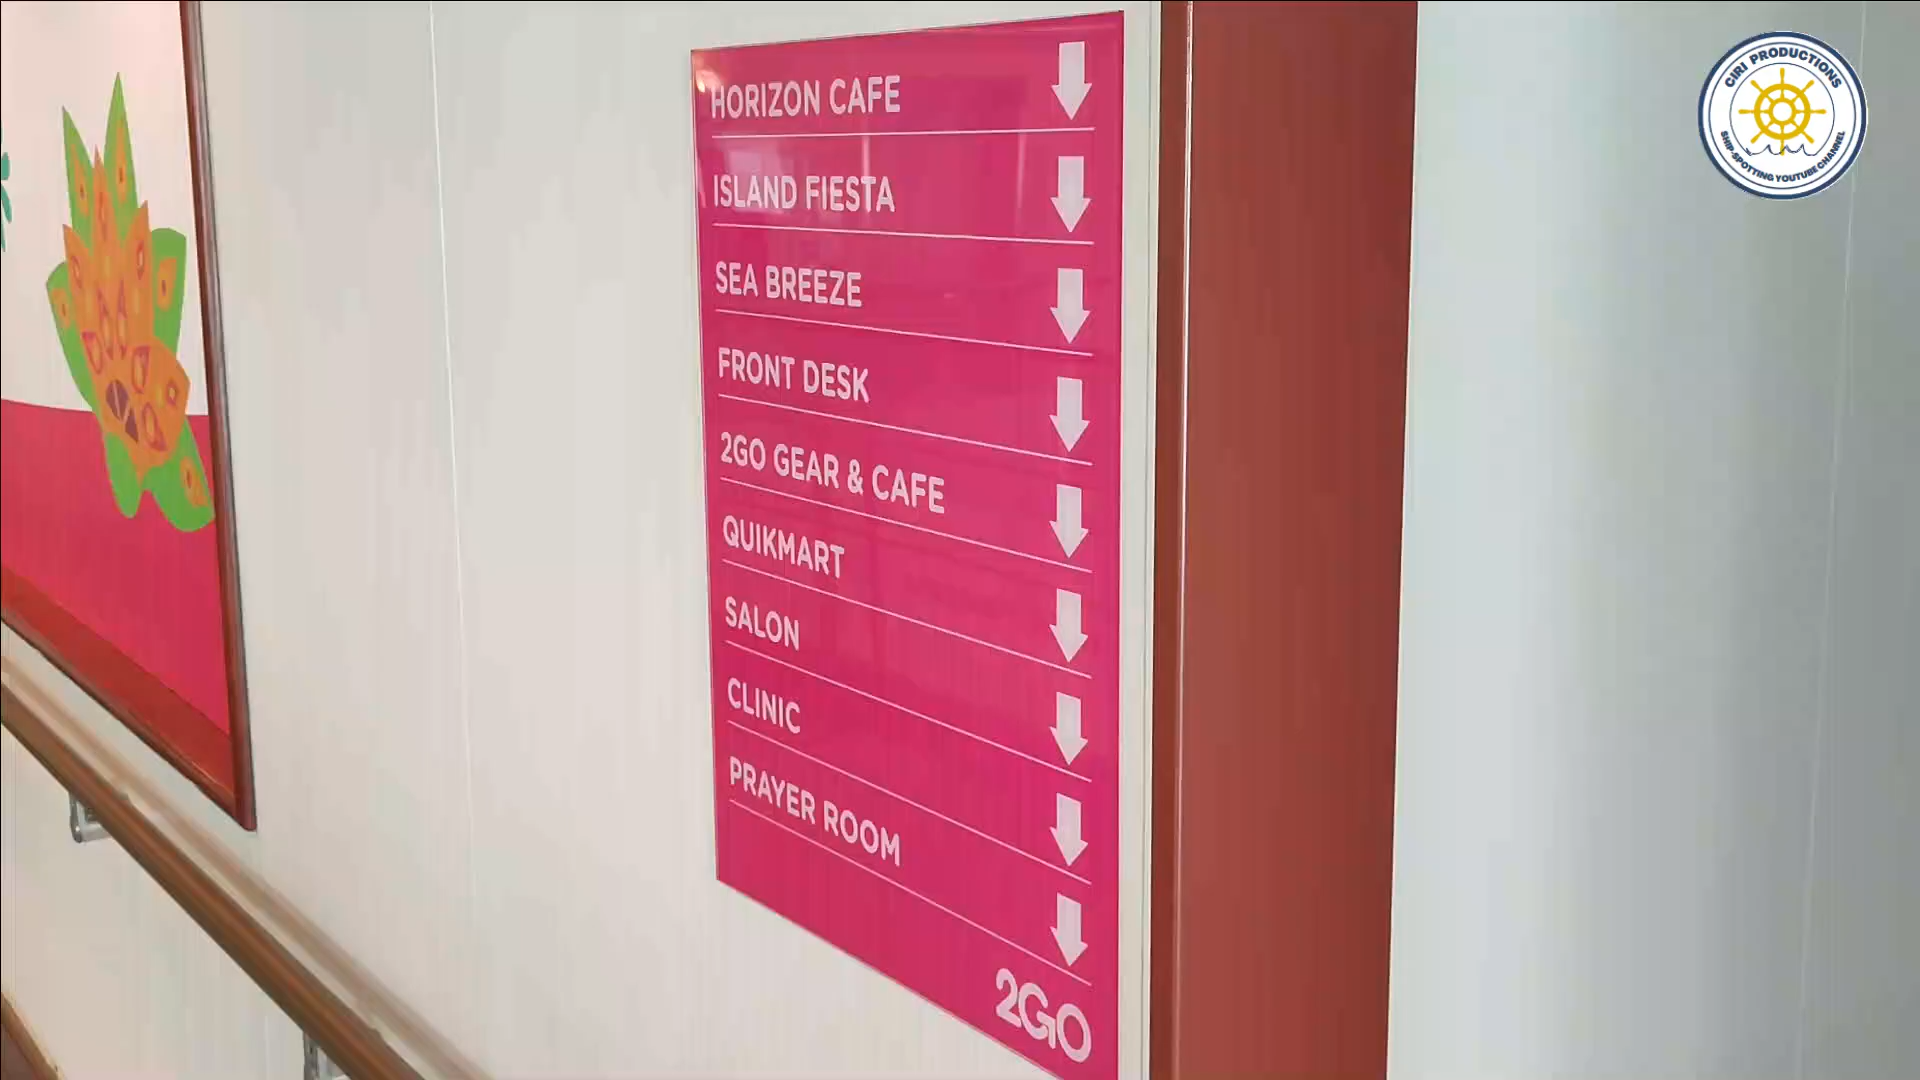 HORIZON CAFE
ISLAND FIESTA
SEA BREEZE
FRONT DESK
2GO GEAR & CAFE
QUIKMART
SALON
CLINIC
PRAYER ROOM
2GO
CIRI PRODUCTIONS
SHIP-SPOTTING YOUTUBE CHANNEL